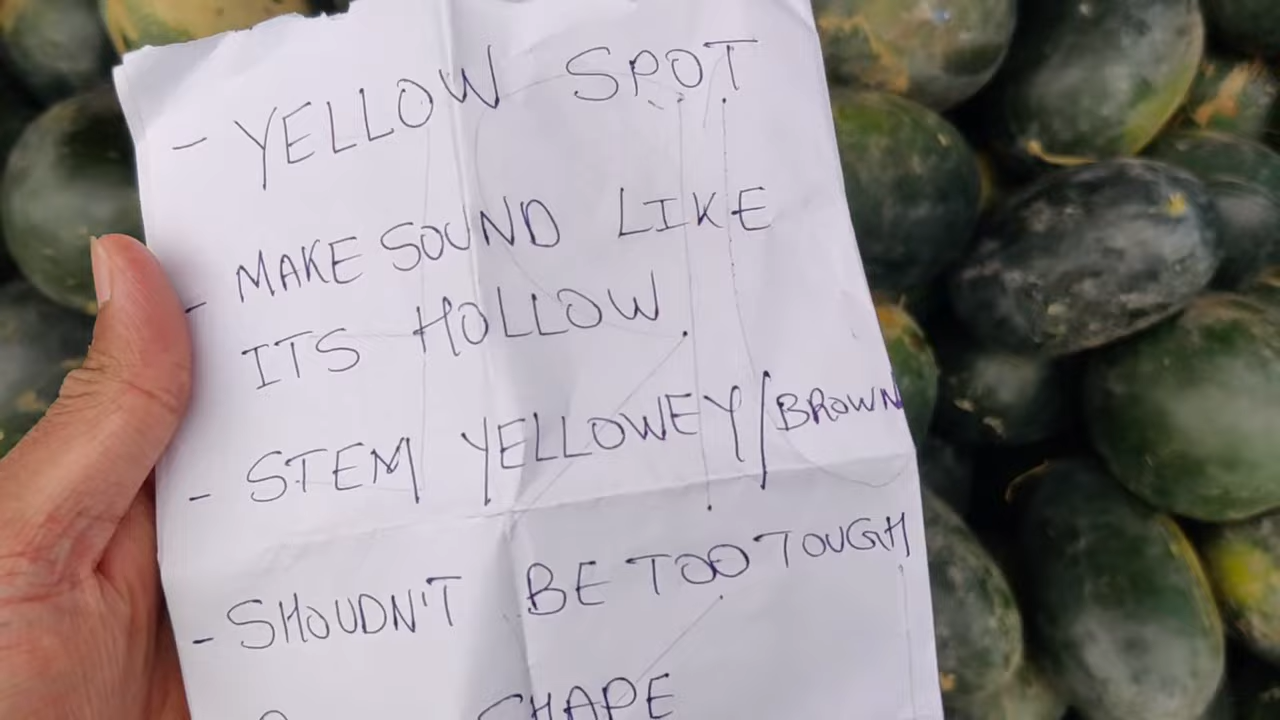 - YELLOW SPOT
- MAKE SOUND LIKE
ITS HOLLOW
- STEM YELLOWEY/BROWN
- SHOUDN'T BE TOO TOUGH
SHAPE